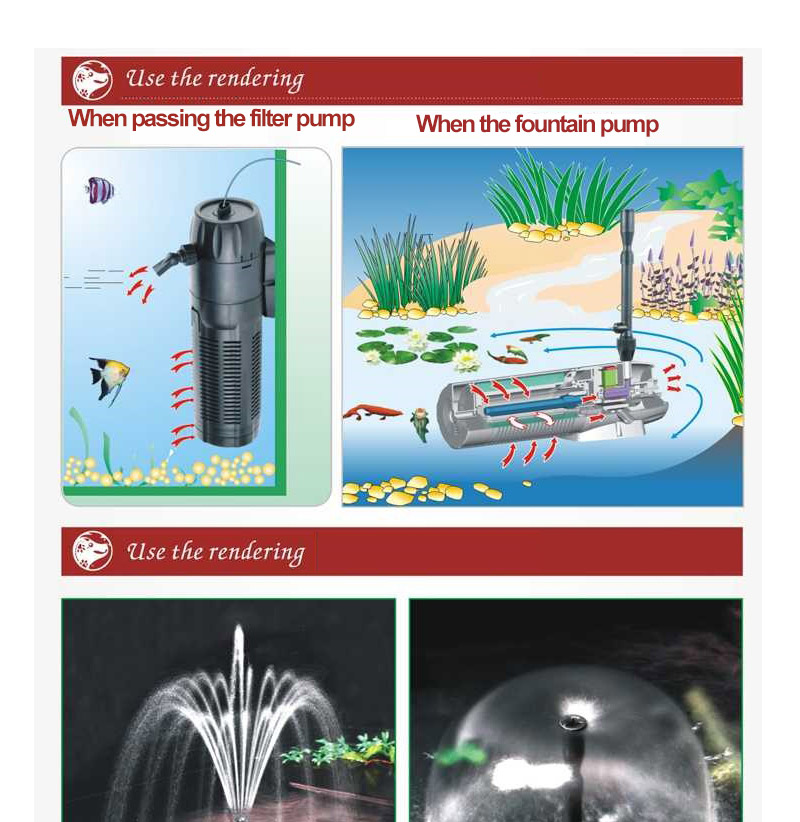 Use the rendering
When passing the filter pump
When the fountain pump
Use the rendering